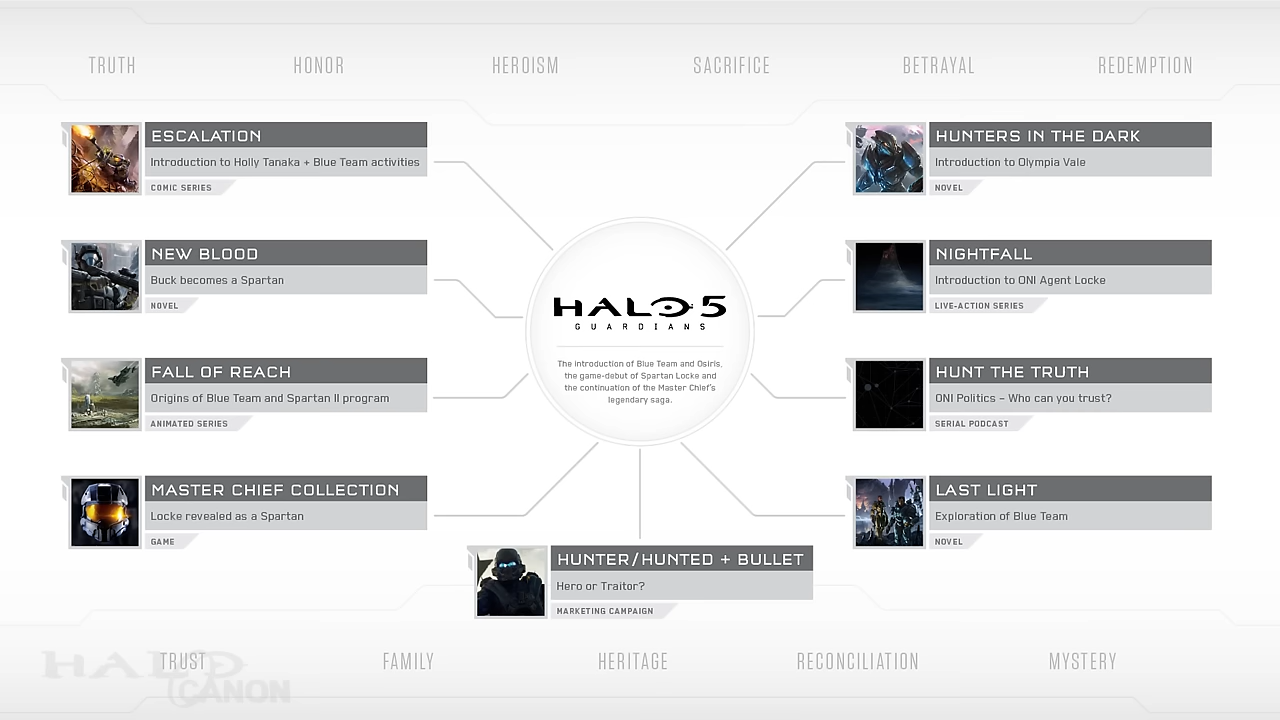 TRUTH HONOR HEROISM SACRIFICE BETRAYAL REDEMPTION
ESCALATION
Introduction to Holly Tanaka + Blue Team activities
COMIC SERIES
NEW BLOOD
Buck becomes a Spartan
NOVEL
FALL OF REACH
Origins of Blue Team and Spartan II program
ANIMATED SERIES
MASTER CHIEF COLLECTION
Locke revealed as a Spartan
GAME
HALO 5
GUARDIANS
The introduction of Blue Team and Osiris,
the game-debut of Spartan Locke and
the continuation of the Master Chief's
legendary saga.
HUNTER/HUNTED + BULLET
Hero or Traitor?
MARKETING CAMPAIGN
HUNTERS IN THE DARK
Introduction to Olympia Vale
NOVEL
NIGHTFALL
Introduction to ONI Agent Locke
LIVE-ACTION SERIES
HUNT THE TRUTH
ONI Politics – Who can you trust?
SERIAL PODCAST
LAST LIGHT
Exploration of Blue Team
NOVEL
TRUST FAMILY HERITAGE RECONCILIATION MYSTERY
HALO
CANON